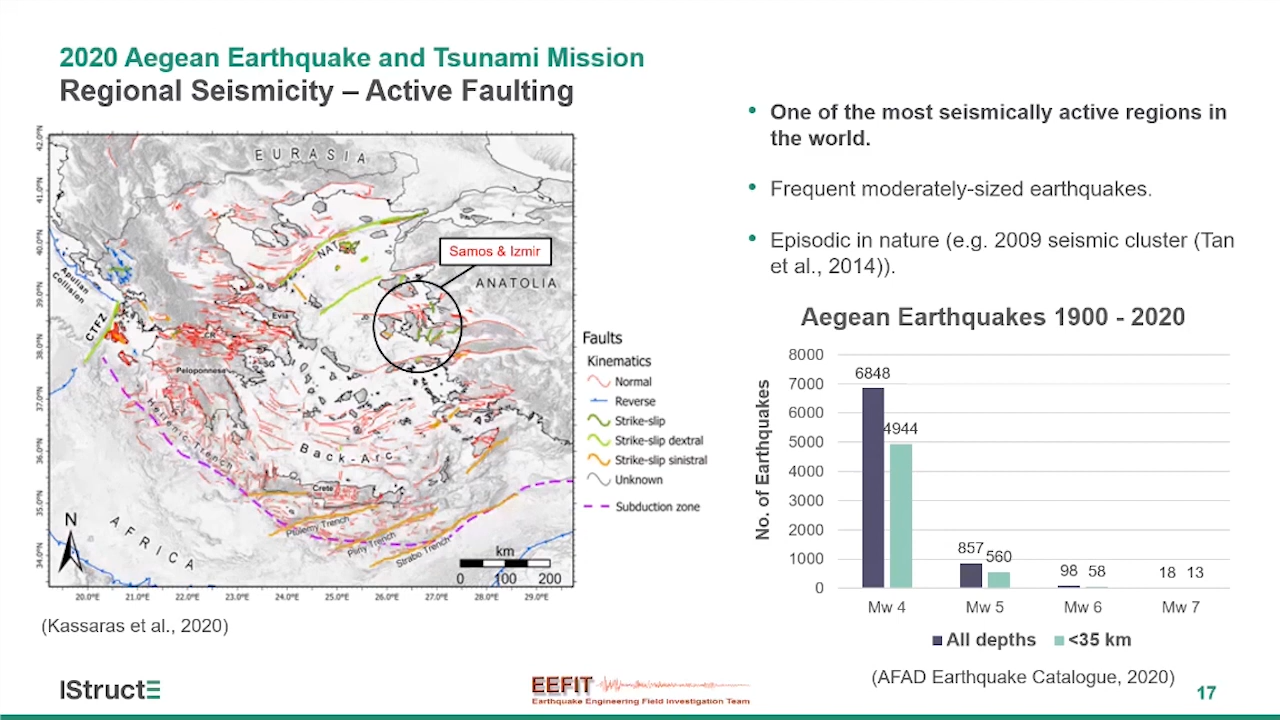 2020 Aegean Earthquake and Tsunami Mission
Regional Seismicity – Active Faulting
42.0°N
41.0°N
40.0°N
39.0°N
38.0°N
37.0°N
36.0°N
35.0°N
34.0°N
EURASIA
NAT
Samos & Izmir
ANATOLIA
Apulian
Collision
CTFZ
Evia
CR
SG
Peloponnese
Hellenic Trench
Back-Arc
Crete
Ptolemy Trench
Pliny Trench
Strabo Trench
AFRICA
N
km
0 100 200
20.0°E 21.0°E 22.0°E 23.0°E 24.0°E 25.0°E 26.0°E 27.0°E 28.0°E 29.0°E
(Kassaras et al., 2020)
Faults
Kinematics
Normal
Reverse
Strike-slip
Strike-slip dextral
Strike-slip sinistral
Unknown
Subduction zone
• One of the most seismically active regions in
the world.
• Frequent moderately-sized earthquakes.
• Episodic in nature (e.g. 2009 seismic cluster (Tan
et al., 2014)).
Aegean Earthquakes 1900 - 2020
No. of Earthquakes
8000
7000
6000
5000
4000
3000
2000
1000
0
6848
4944
857 560
98 58
18 13
Mw 4 Mw 5 Mw 6 Mw 7
All depths <35 km
(AFAD Earthquake Catalogue, 2020)
IStructE
EEFIT
Earthquake Engineering Field Investigation Team
17